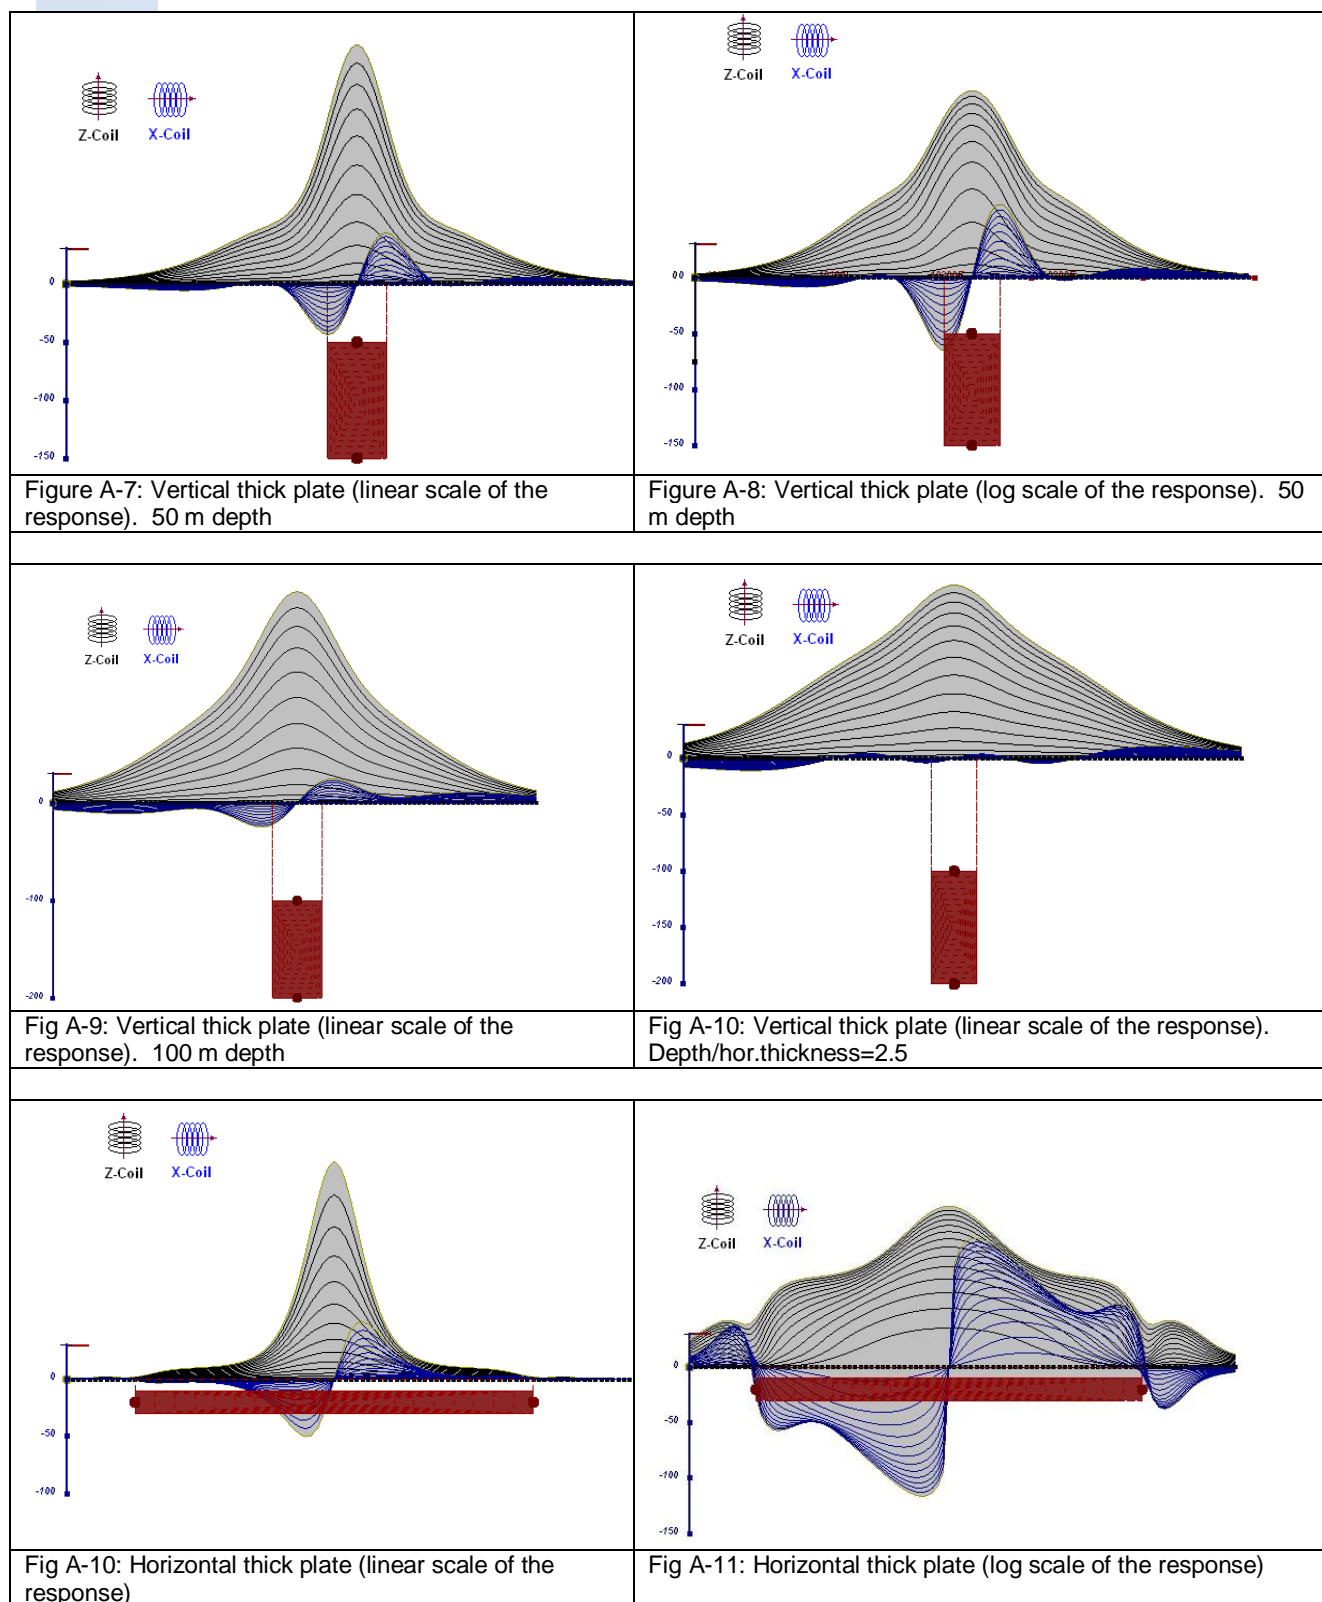 Z-Coil X-Coil
0
-50
-100
-150
Figure A-7: Vertical thick plate (linear scale of the
response).  50 m depth
Z-Coil X-Coil
00
-50
-100
-150
Figure A-8: Vertical thick plate (log scale of the response).  50
m depth
Z-Coil X-Coil
0
-100
-200
Fig A-9: Vertical thick plate (linear scale of the
response).  100 m depth
Z-Coil X-Coil
0
-50
-100
-150
-200
Fig A-10: Vertical thick plate (linear scale of the response).
Depth/hor.thickness=2.5
Z-Coil X-Coil
0
-50
-100
Fig A-10: Horizontal thick plate (linear scale of the
response)
Z-Coil X-Coil
0
-50
-100
-150
Fig A-11: Horizontal thick plate (log scale of the response)